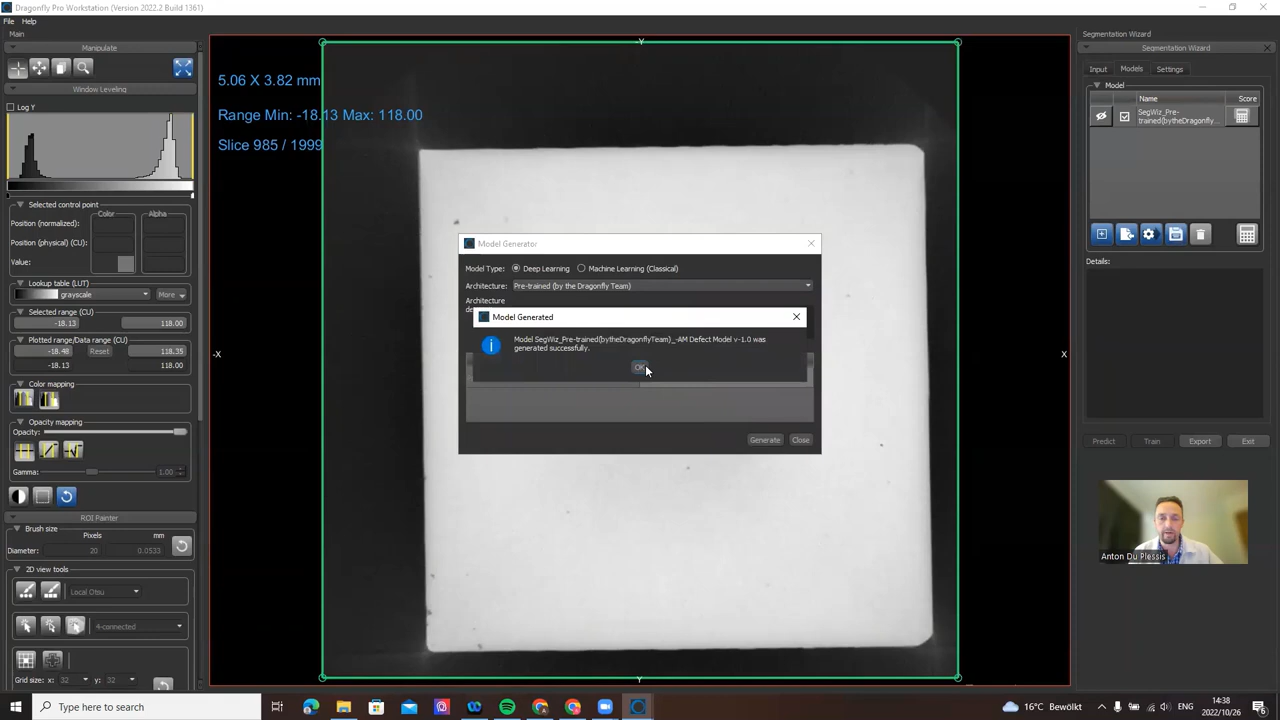 Dragonfly Pro Workstation (Version 2022.2 Build 1361)
File Help
Main
Manipulate
Window Leveling
Log Y
Selected control point
Color Alpha
Position (normalized):
Position (physical) (CU):
Value:
Lookup table (LUT)
grayscale More
Selected range (CU)
-18.13 118.00
Plotted range/Data range (CU)
-18.48 Reset 118.35
-18.13 118.00
Color mapping
Opacity mapping
Opacity:
Gamma: 1.00
ROI Painter
Brush size
Pixels mm
Diameter: 20 0.0533
2D view tools
Local Otsu
4-connected
Grid size: x: 32 y: 32
5.06 X 3.82 mm
Range Min: -18.13 Max: 118.00
Slice 985 / 1999
-Y
-X
X
Y
Model Generator
Model Type: Deep Learning Machine Learning (Classical)
Architecture: Pre-trained (by the Dragonfly Team)
Architecture
Model Generated
Model SegWiz_Pre-trained(bytheDragonflyTeam)_-AM Defect Model v-1.0 was
generated successfully.
OK
Generate Close
Segmentation Wizard
Segmentation Wizard
Input Models Settings
Model
Name Score
SegWiz_Pre-
trained(bytheDragonfly...
Details:
Predict Train Export Exit
Anton Du Plessis
Type here to search
16°C Bewölkt
ENG
14:38
2022/10/26
6